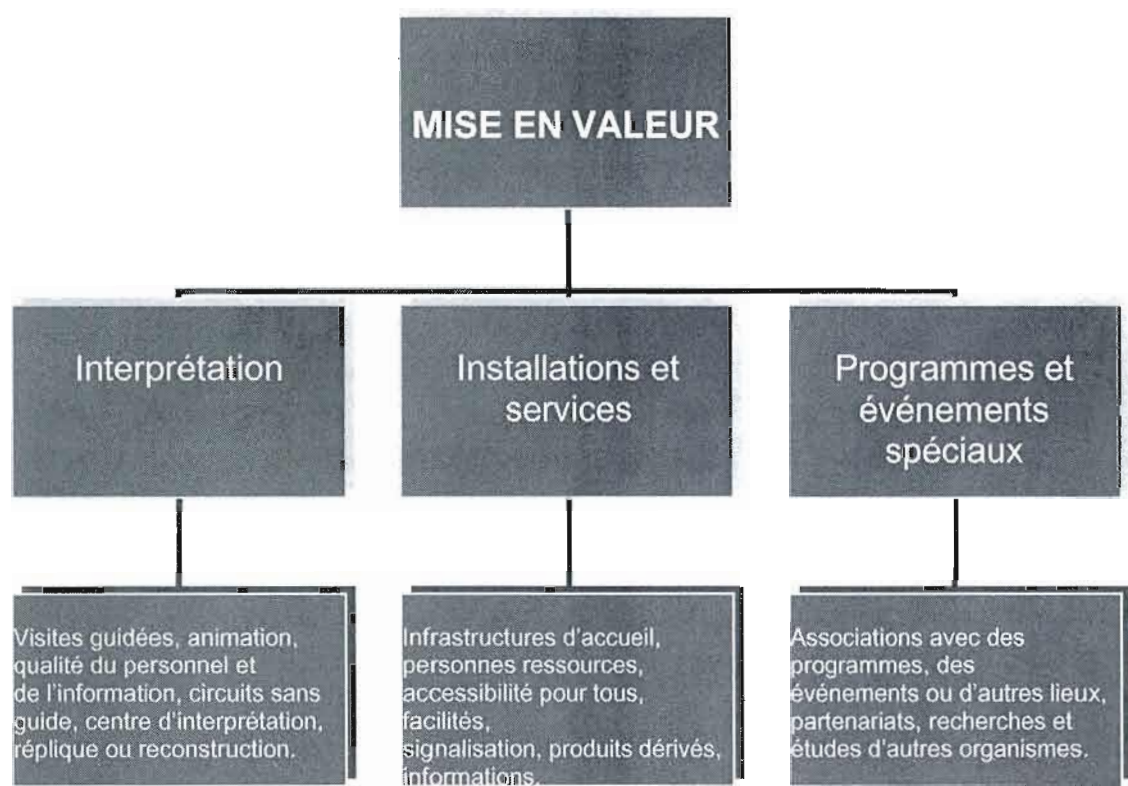 MISE EN VALEUR
Interprétation
Installations et
services
Programmes et
événements
spéciaux
Visites guidées, animation,
qualité du personnel et
de l'information, circuits sans
guide, centre d'interprétation,
réplique ou reconstruction.
Infrastructures d'accueil,
personnes ressources,
accessibilité pour tous,
facilités,
signalisation, produits dérivés,
informations.
Associations avec des
programmes, des
événements ou d'autres lieux,
partenariats, recherches et
études d'autres organismes.